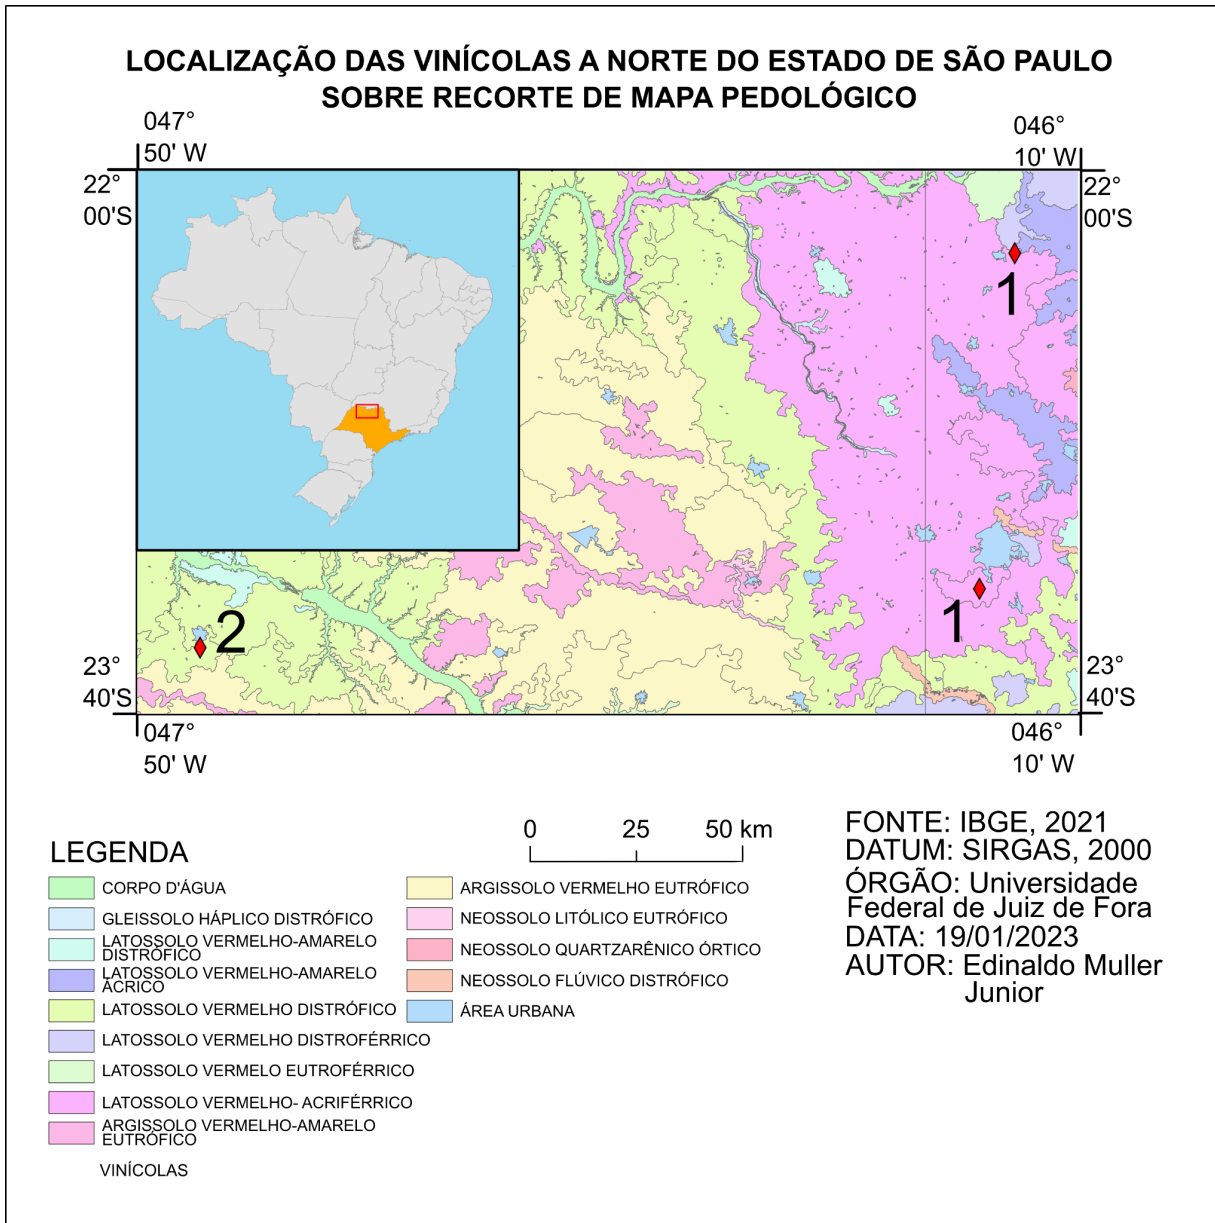 LOCALIZAÇÃO DAS VINÍCOLAS A NORTE DO ESTADO DE SÃO PAULO
SOBRE RECORTE DE MAPA PEDOLÓGICO
047°
50' W
046°
10' W
22°
00'S
22°
00'S
1
1
2
23°
40'S
23°
40'S
047°
50' W
046°
10' W
LEGENDA
CORPO D'ÁGUA
GLEISSOLO HÁPLICO DISTRÓFICO
LATOSSOLO VERMELHO-AMARELO
DISTRÓFICO
LATOSSOLO VERMELHO-AMARELO
ÁCRICO
LATOSSOLO VERMELHO DISTRÓFICO
LATOSSOLO VERMELHO DISTROFÉRRICO
LATOSSOLO VERMELO EUTROFÉRRICO
LATOSSOLO VERMELHO- ACRIFÉRRICO
ARGISSOLO VERMELHO-AMARELO
EUTRÓFICO
VINÍCOLAS
0 25 50 km
ARGISSOLO VERMELHO EUTRÓFICO
NEOSSOLO LITÓLICO EUTRÓFICO
NEOSSOLO QUARTZARÊNICO ÓRTICO
NEOSSOLO FLÚVICO DISTRÓFICO
ÁREA URBANA
FONTE: IBGE, 2021
DATUM: SIRGAS, 2000
ÓRGÃO: Universidade
Federal de Juiz de Fora
DATA: 19/01/2023
AUTOR: Edinaldo Muller
Junior